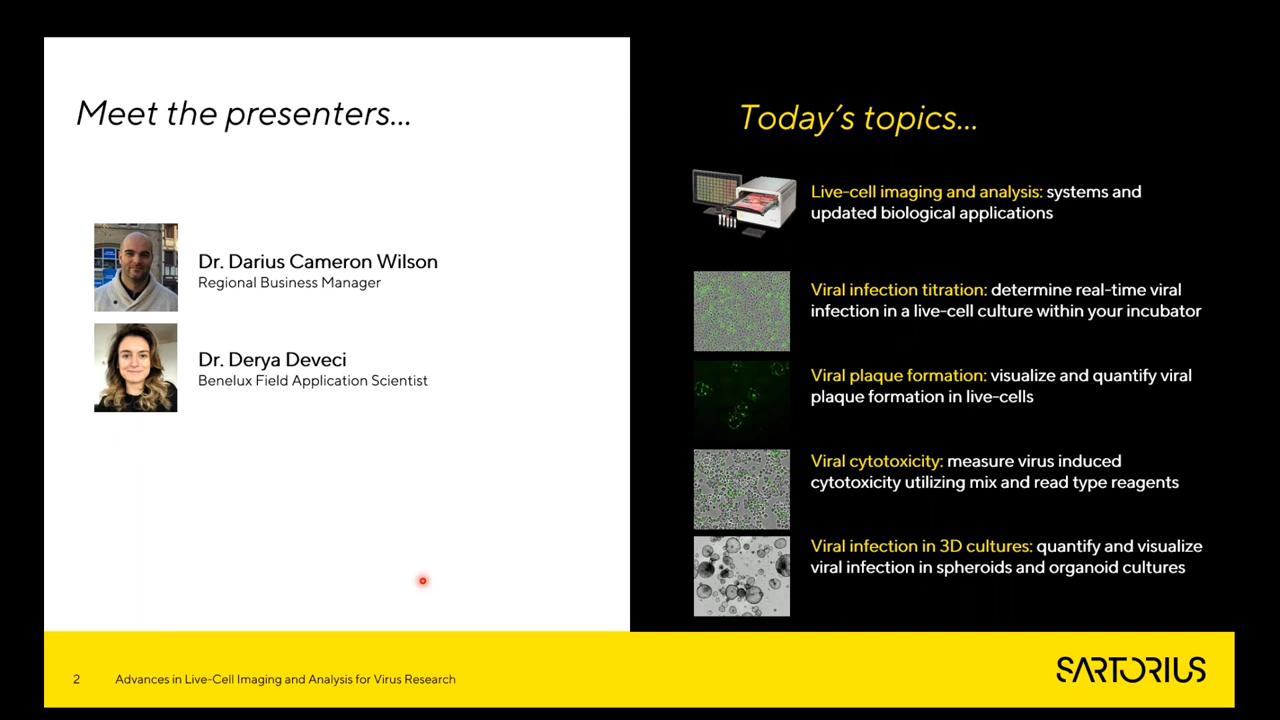 Meet the presenters...
Dr. Darius Cameron Wilson
Regional Business Manager
Dr. Derya Deveci
Benelux Field Application Scientist
Today's topics...
Live-cell imaging and analysis: systems and
updated biological applications
Viral infection titration: determine real-time viral
infection in a live-cell culture within your incubator
Viral plaque formation: visualize and quantify viral
plaque formation in live-cells
Viral cytotoxicity: measure virus induced
cytotoxicity utilizing mix and read type reagents
Viral infection in 3D cultures: quantify and visualize
viral infection in spheroids and organoid cultures
2 Advances in Live-Cell Imaging and Analysis for Virus Research
SARTORIUS